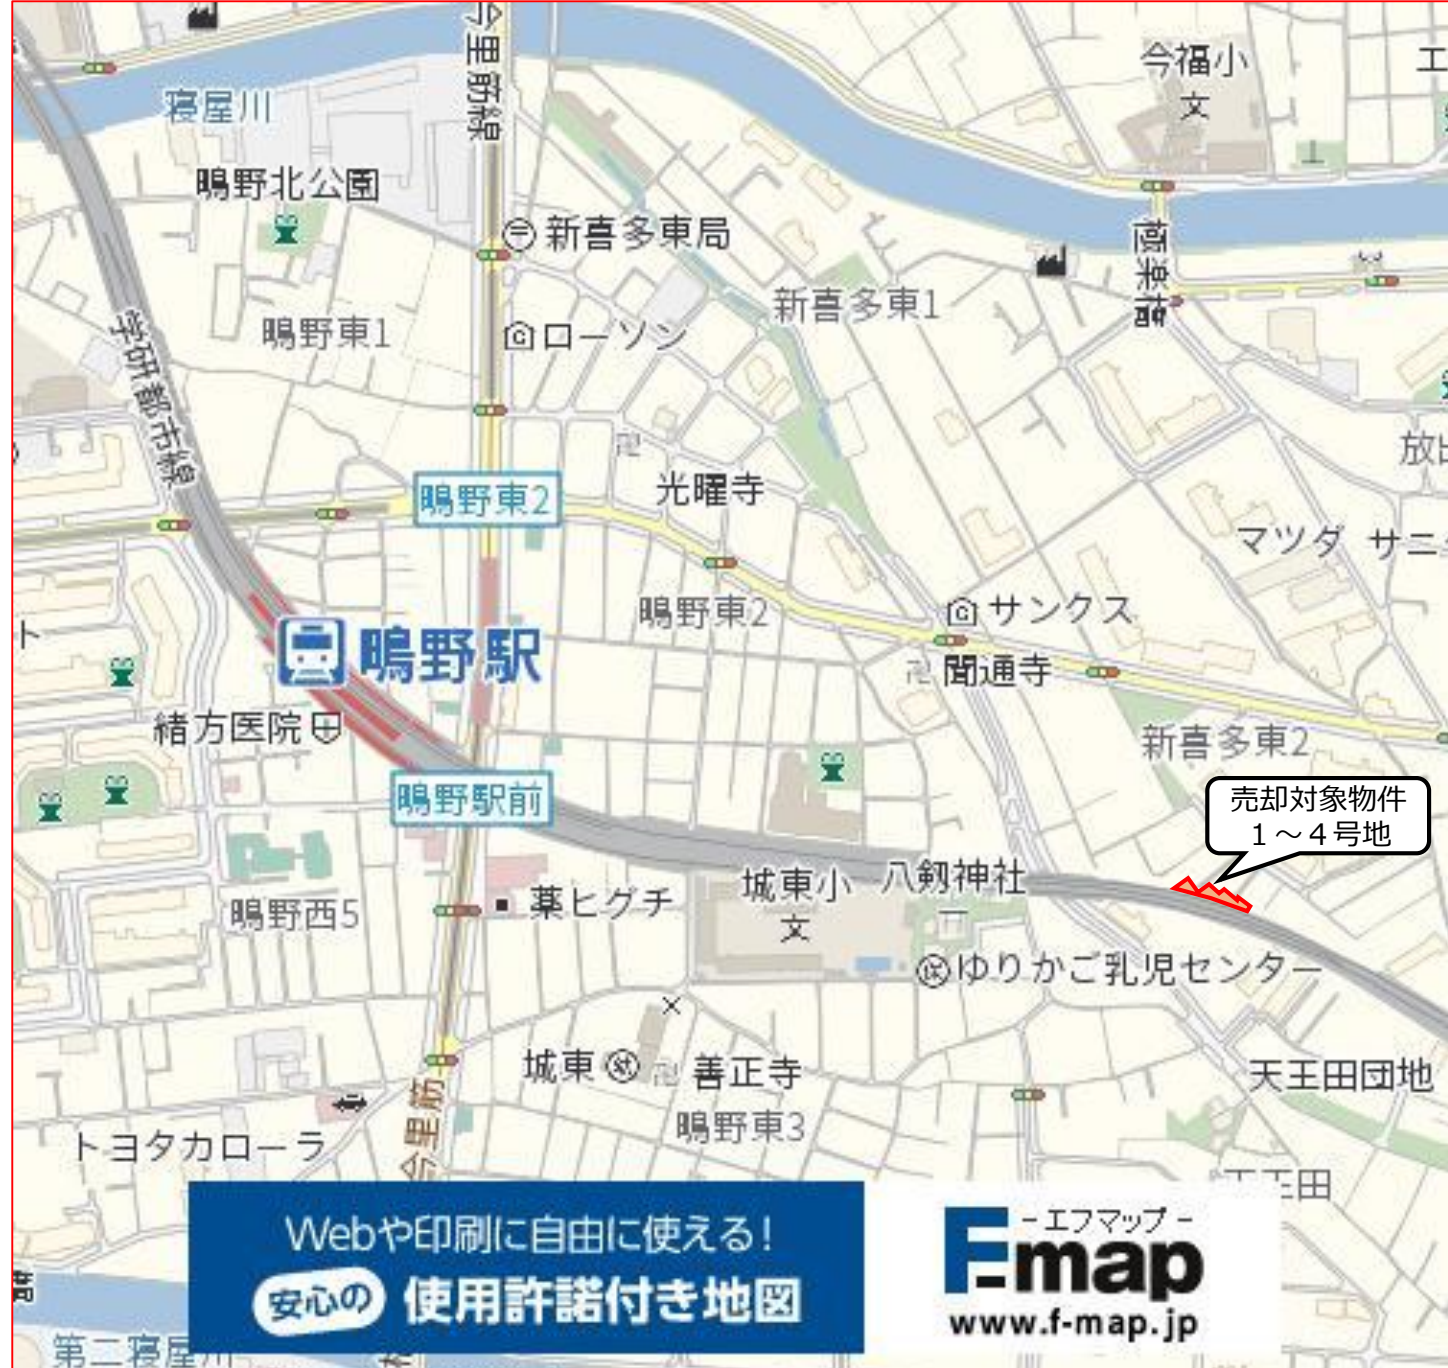 今里筋線
今福小
文
寝屋川
鴫野北公園
新喜多東局
極楽橋
新喜多東1
鴫野東1
ローソン
学研都市線
放出
光曜寺
鴫野東2
マツダ
サニ
鴫野東2
サンクス
聞通寺
ト
鴫野駅
緒方医院
新喜多東2
鴫野駅前
売却対象物件
１～４号地
城東小
文
八剱神社
薬ヒグチ
鴫野西5
ゆりかご乳児センター
城東
善正寺
天王田団地
鴫野東3
今里筋
トヨタカローラ
Webや印刷に自由に使える!
安心の 使用許諾付き地図
-エフマップ-
Fmap
www.f-map.jp
第二寝屋川